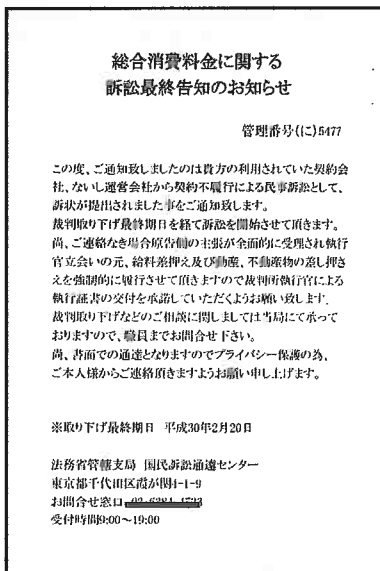 総合消費料金に関する
訴訟最終告知のお知らせ
管理番号(に)5477
この度、ご通知致しましたのは貴方の利用されていた契約会
社、ないし運営会社から契約不履行による民事訴訟として、
訴状が提出されました事をご通知致します。
裁判取り下げ最終期日を経て訴訟を開始させて頂きます。
尚、ご連絡なき場合原告側の主張が全面的に受理され執行
官立会いの元、給料差押え及び動産、不動産物の差し押さ
えを強制的に履行させて頂きますので裁判所執行官による
執行証書の交付を承諾していただくようお願い致します。
裁判取り下げなどのご相談に関しましては当局にて承って
おりますので、職員までお問合せ下さい。
尚、書面での通達となりますのでプライバシー保護の為、
ご本人様からご連絡頂きますようお願い申し上げます。
※取り下げ最終期日 平成30年2月20日
法務省管轄支局 国民訴訟通達センター
東京都千代田区霞が関1-1-9
お問合せ窓口
受付時間9:00~19:00